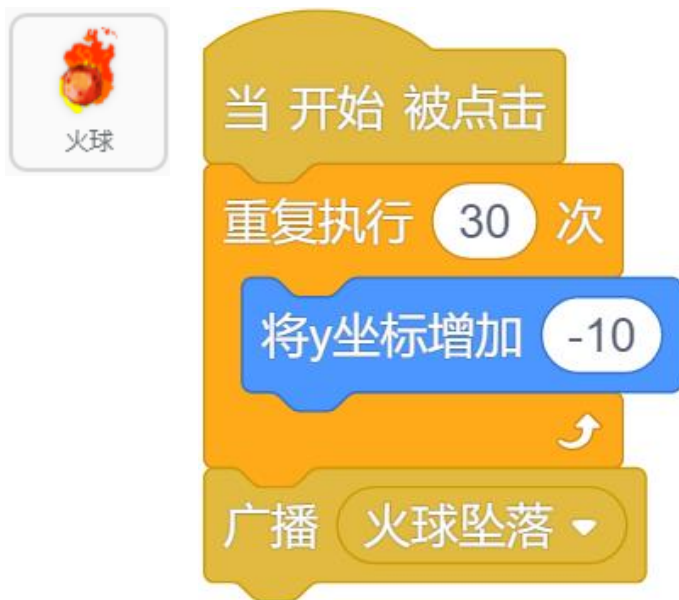 火球
当 开始 被点击
重复执行 30 次
将y坐标增加 -10
广播 火球坠落